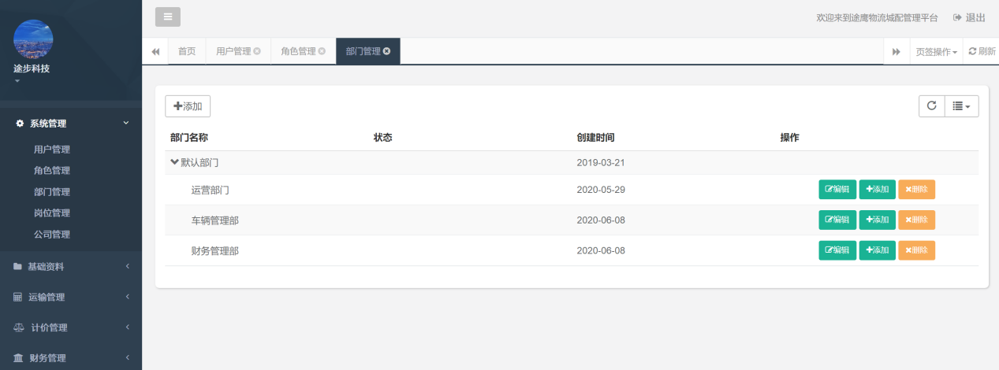 欢迎来到途鹰物流城配管理平台 退出
途步科技
首页 用户管理 角色管理 部门管理 页签操作 刷新
系统管理
用户管理
角色管理
部门管理
岗位管理
公司管理
基础资料
运输管理
计价管理
财务管理
添加
部门名称 状态 创建时间 操作
默认部门 2019-03-21
运营部门 2020-05-29 编辑 添加 删除
车辆管理部 2020-06-08 编辑 添加 删除
财务管理部 2020-06-08 编辑 添加 删除